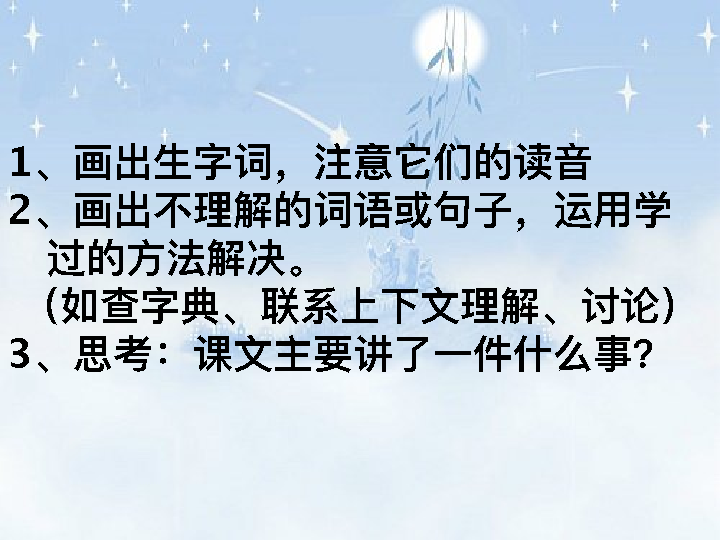 1、画出生字词，注意它们的读音
2、画出不理解的词语或句子，运用学
过的方法解决。
（如查字典、联系上下文理解、讨论）
3、思考：课文主要讲了一件什么事？